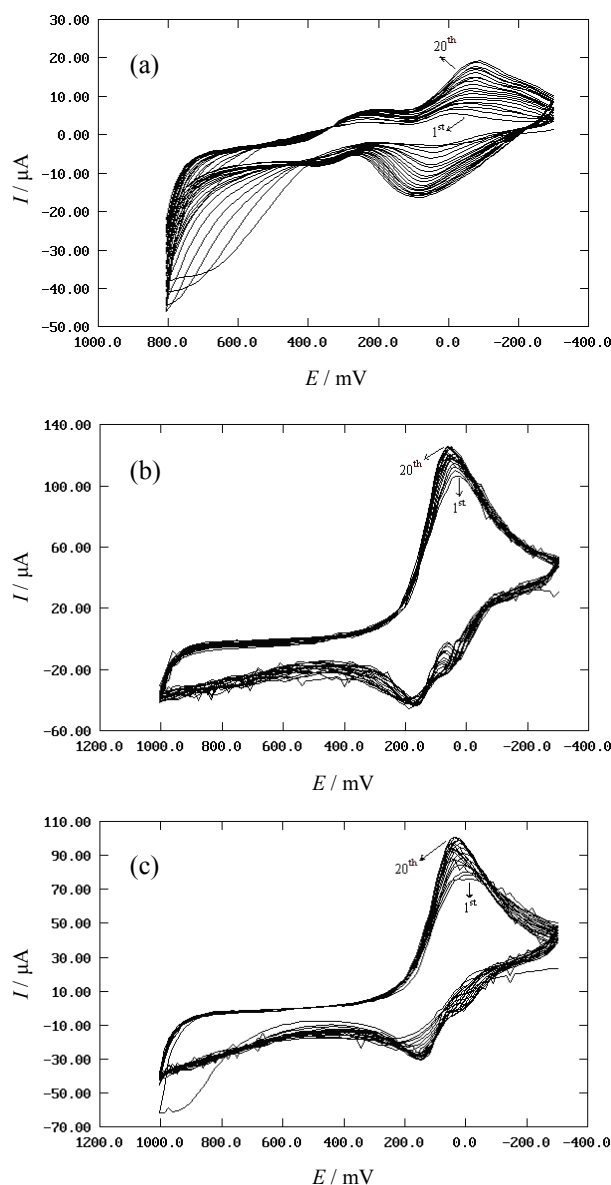 30.00
20.00
10.00
0.00
-10.00
-20.00
-30.00
-40.00
-50.00
I / µA
(a)
20th
1st
1000.0 800.0 600.0 400.0 200.0 0.0 -200.0 -400.0
E / mV
140.00
100.00
60.00
20.00
-20.00
-60.00
I / µA
(b)
20th
1st
1200.0 1000.0 800.0 600.0 400.0 200.0 0.0 -200.0 -400.0
E / mV
110.00
90.00
70.00
50.00
30.00
10.00
-10.00
-30.00
-50.00
-70.00
I / µA
(c)
20th
1st
1200.0 1000.0 800.0 600.0 400.0 200.0 0.0 -200.0 -400.0
E / mV